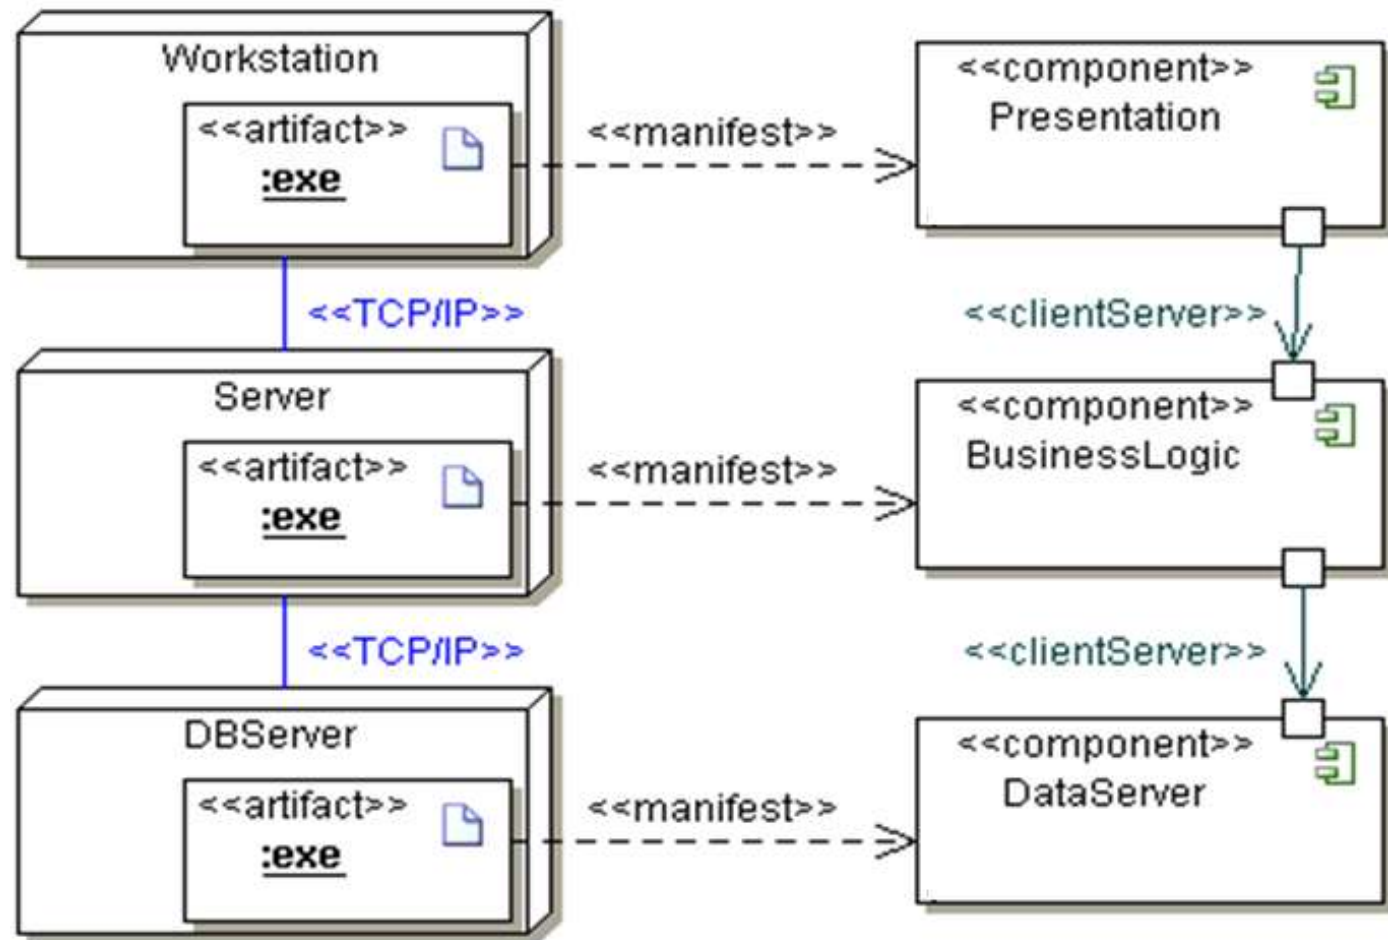 Workstation
<<artifact>>
:exe
<<manifest>>
<<component>>
Presentation
<<TCP/IP>>
<<clientServer>>
Server
<<artifact>>
:exe
<<manifest>>
<<component>>
BusinessLogic
<<TCP/IP>>
<<clientServer>>
DBServer
<<artifact>>
:exe
<<manifest>>
<<component>>
DataServer